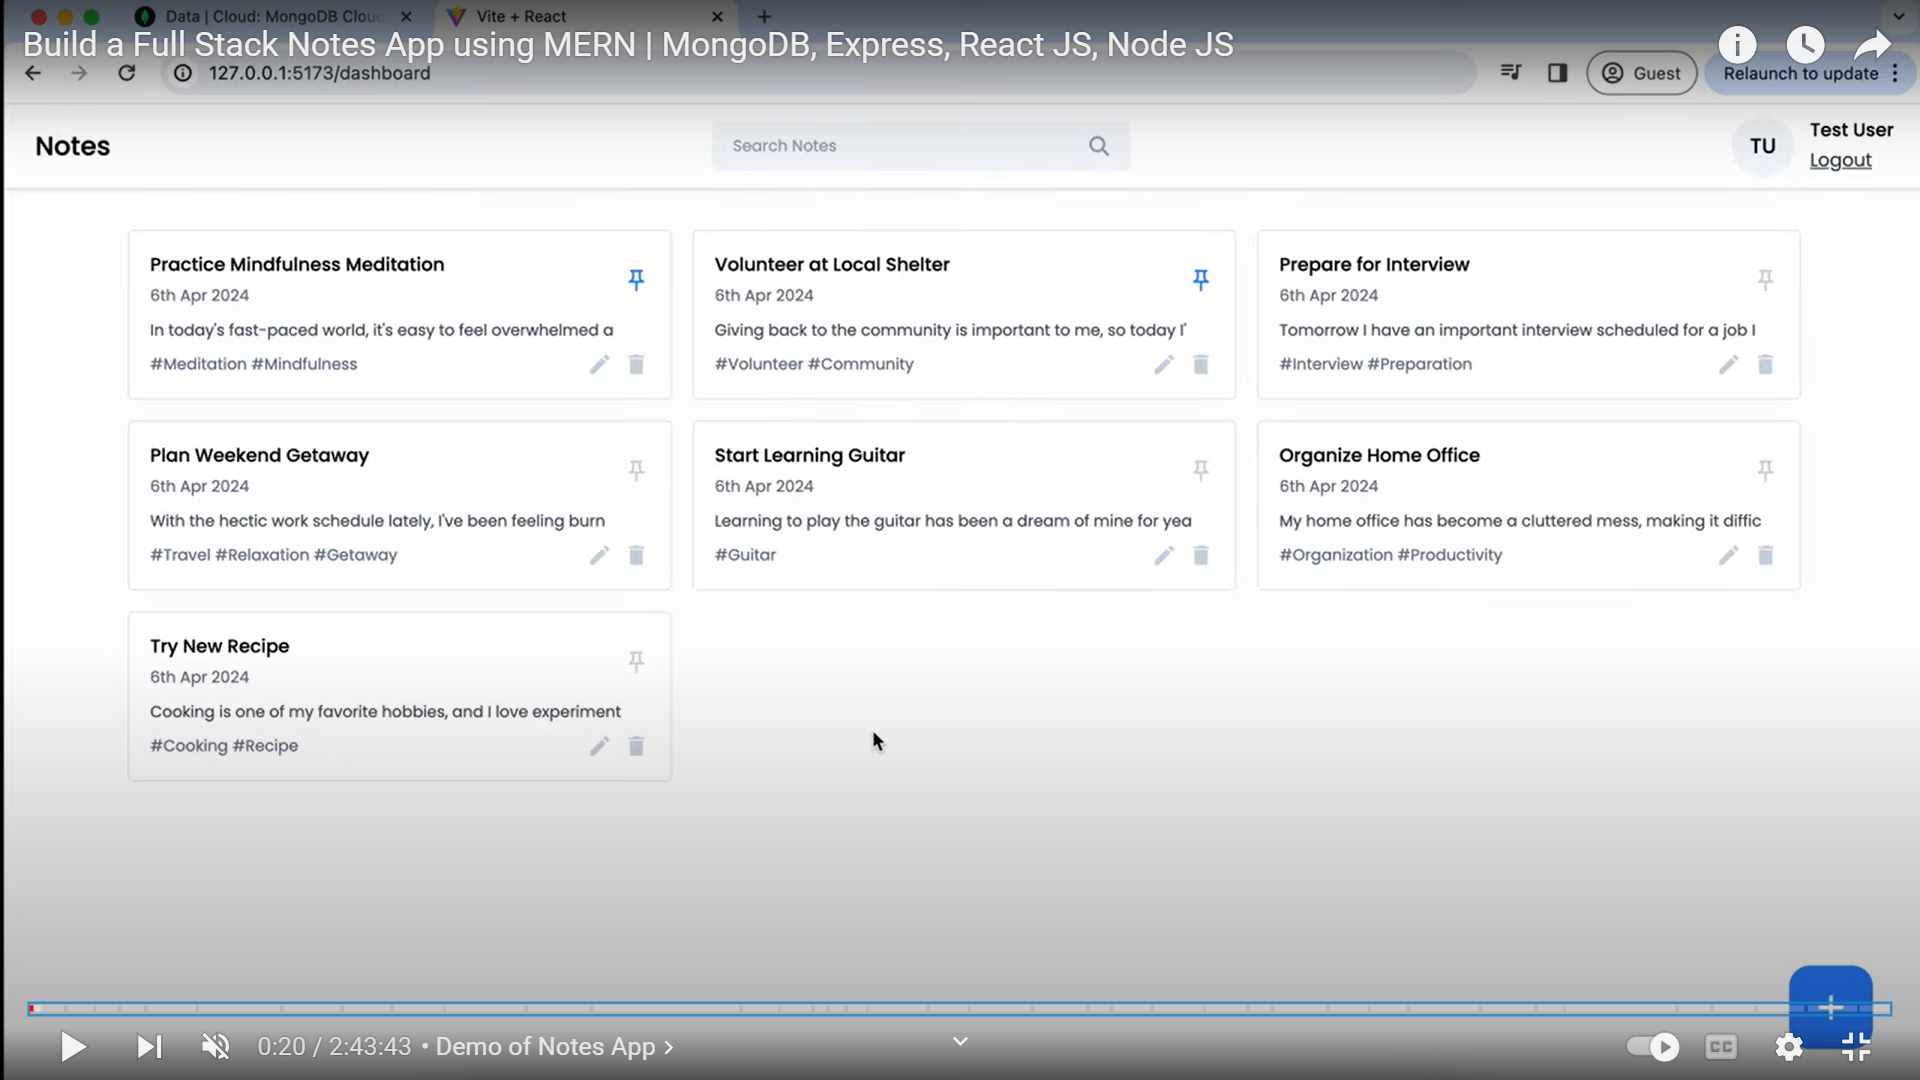 Data | Cloud: MongoDB Cloud
Vite + React
Build a Full Stack Notes App using MERN | MongoDB, Express, React JS, Node JS
127.0.0.1:5173/dashboard
Guest
Relaunch to update
Notes
Search Notes
TU
Test User
Logout
Practice Mindfulness Meditation
6th Apr 2024
In today's fast-paced world, it's easy to feel overwhelmed a
#Meditation #Mindfulness
Volunteer at Local Shelter
6th Apr 2024
Giving back to the community is important to me, so today I'
#Volunteer #Community
Prepare for Interview
6th Apr 2024
Tomorrow I have an important interview scheduled for a job I
#Interview #Preparation
Plan Weekend Getaway
6th Apr 2024
With the hectic work schedule lately, I've been feeling burn
#Travel #Relaxation #Getaway
Start Learning Guitar
6th Apr 2024
Learning to play the guitar has been a dream of mine for yea
#Guitar
Organize Home Office
6th Apr 2024
My home office has become a cluttered mess, making it diffic
#Organization #Productivity
Try New Recipe
6th Apr 2024
Cooking is one of my favorite hobbies, and I love experiment
#Cooking #Recipe
0:20 / 2:43:43 • Demo of Notes App
CC